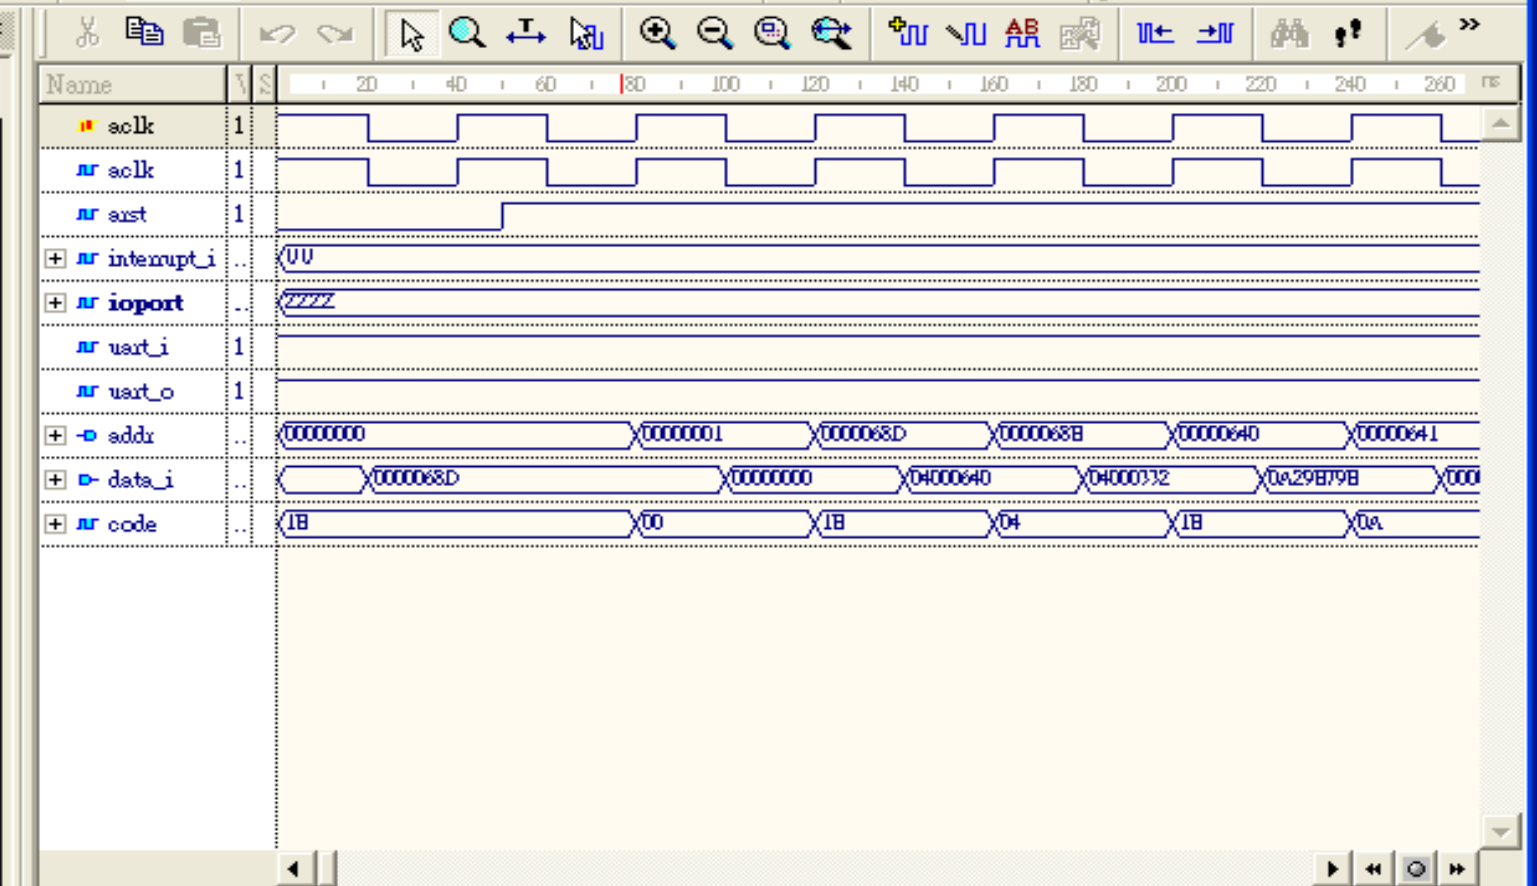 AB
Name V S 20 40 60 80 100 120 140 160 180 200 220 240 260 ns
aclk 1
aclk 1
arst 1
interrupt_i ..
UU
ioport ..
ZZZZ
uart_i 1
uart_o 1
addr ..
00000000 00000001 0000068D 0000068B 00000640 00000641
data_i ..
0000068D 00000000 04000640 04000332 0A29B79B 000
code ..
1B 00 1B 04 1B 0A